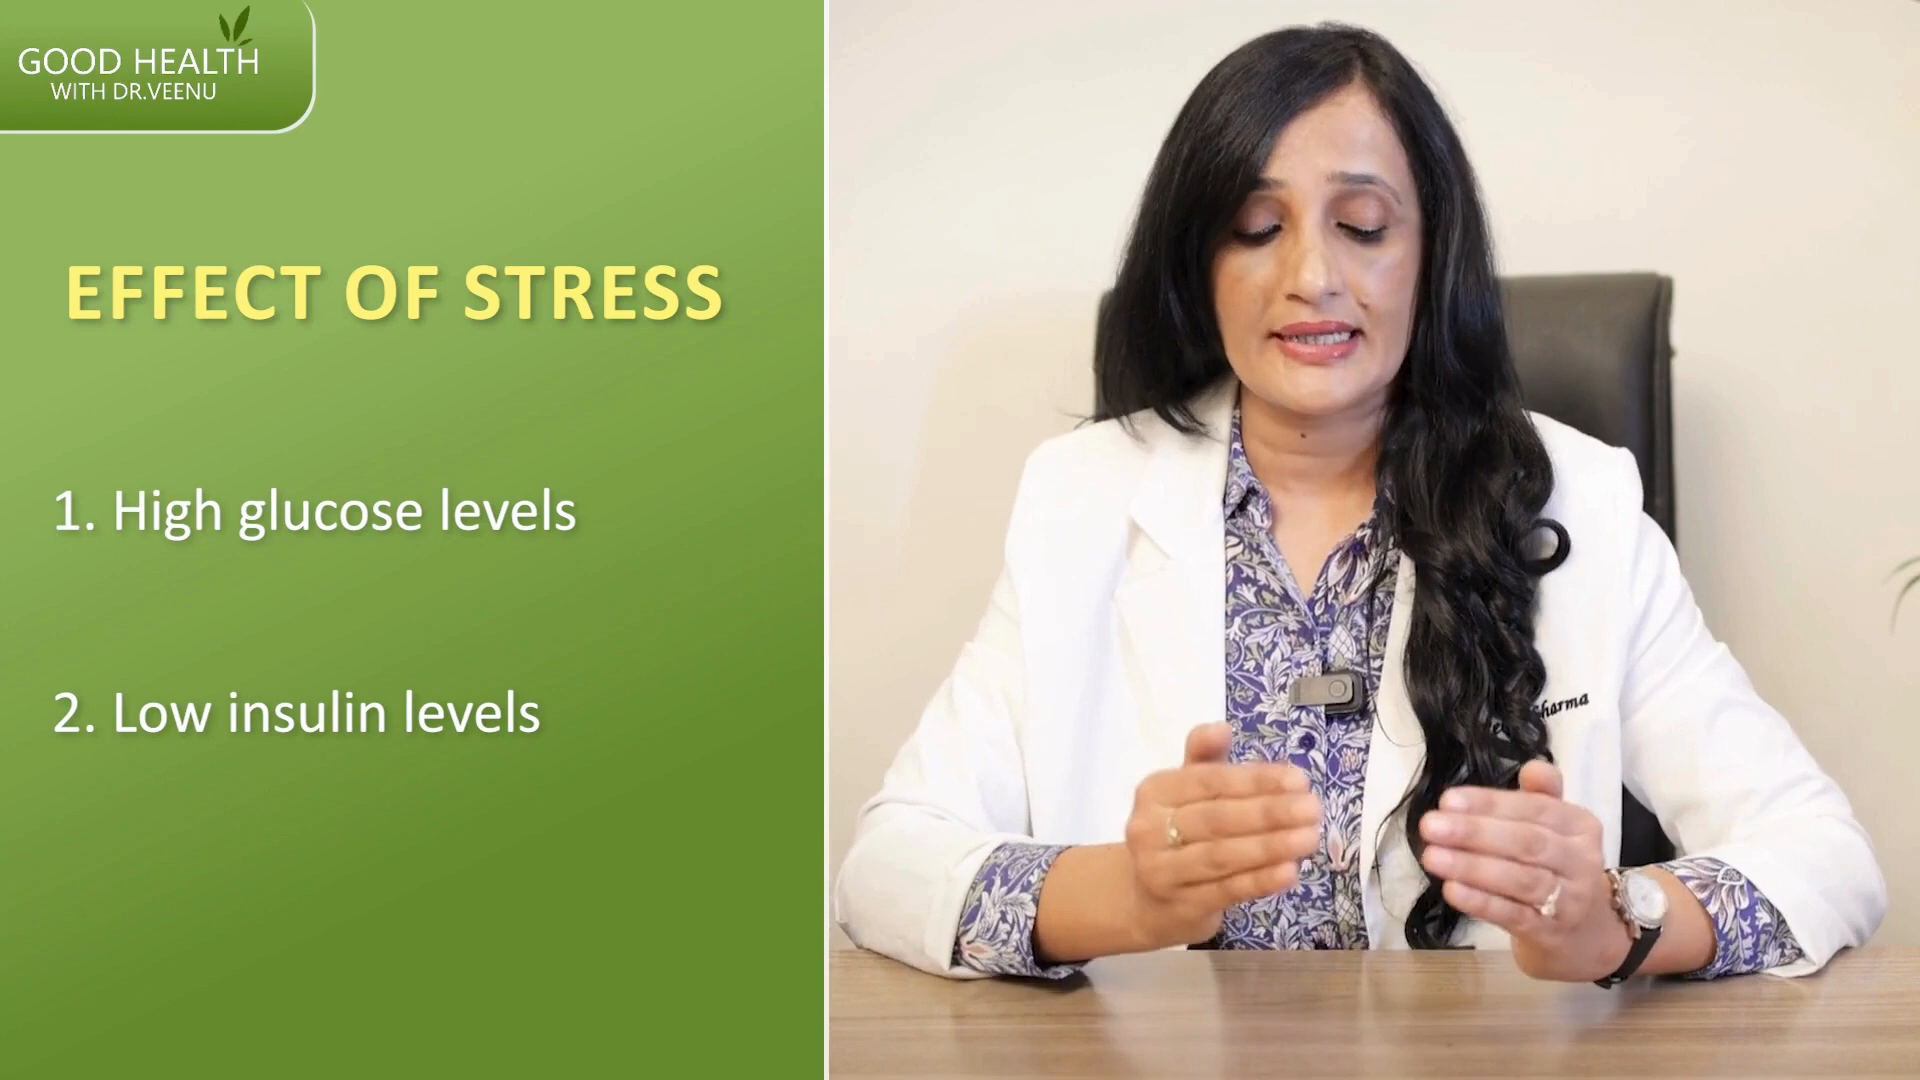 GOOD HEALTH
WITH DR.VEENU
EFFECT OF STRESS
1. High glucose levels
2. Low insulin levels